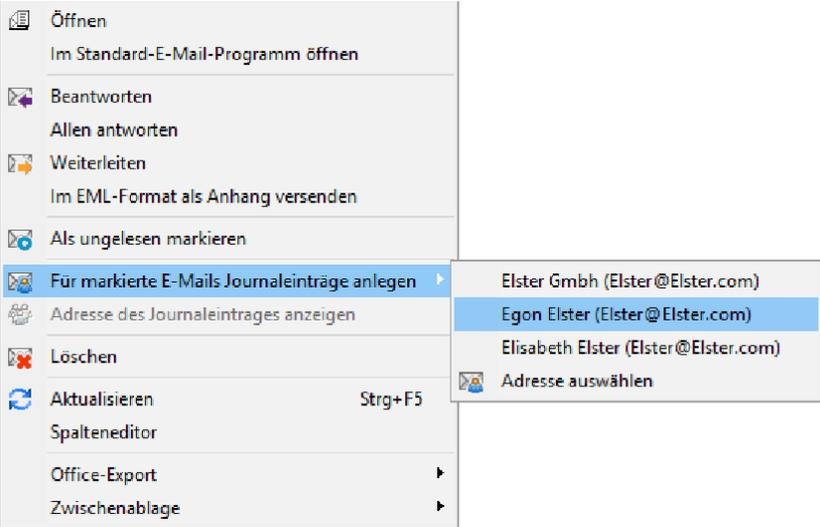 Öffnen
Im Standard-E-Mail-Programm öffnen
Beantworten
Allen antworten
Weiterleiten
Im EML-Format als Anhang versenden
Als ungelesen markieren
Für markierte E-Mails Journaleinträge anlegen
Adresse des Journaleintrages anzeigen
Löschen
Aktualisieren Strg+F5
Spalteneditor
Office-Export
Zwischenablage
Elster Gmbh (Elster@Elster.com)
Egon Elster (Elster@Elster.com)
Elisabeth Elster (Elster@Elster.com)
Adresse auswählen